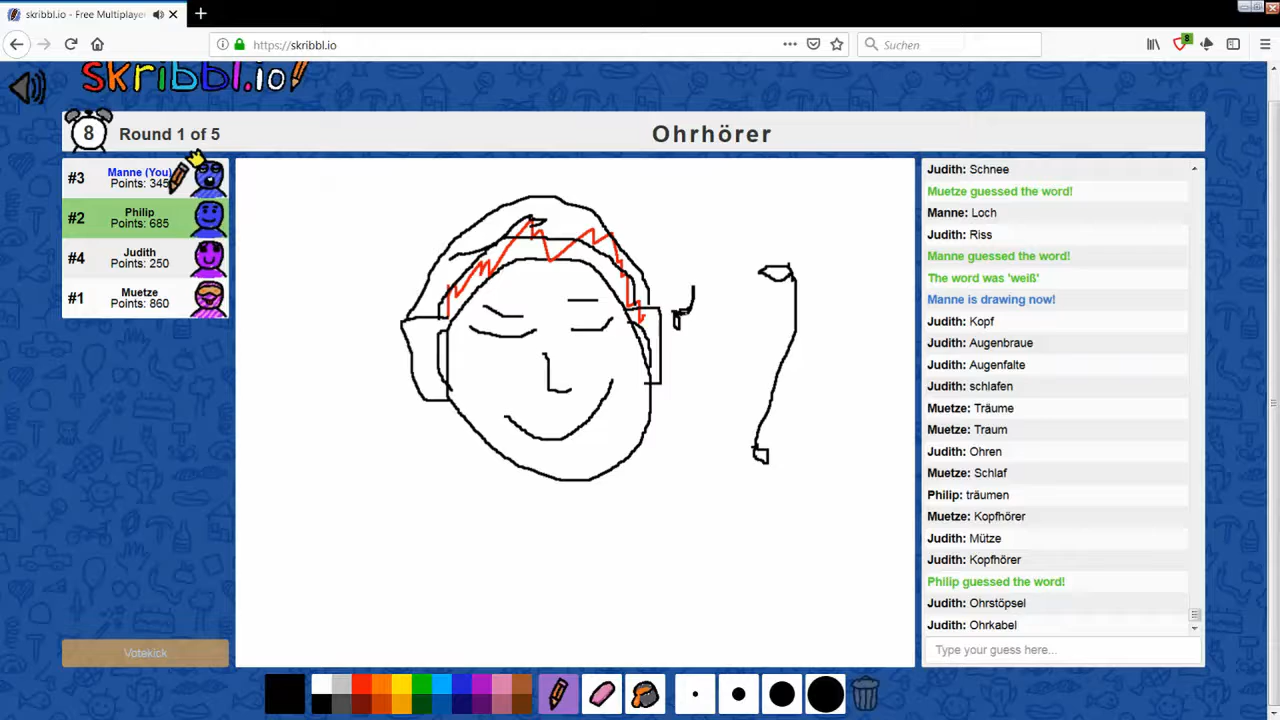 skribbl.io - Free Multiplaye
https://skribbl.io
Suchen
8
skribbl.io!
8
Round 1 of 5
Ohrhörer
#3
Manne (You)
Points: 345
#2
Philip
Points: 685
#4
Judith
Points: 250
#1
Muetze
Points: 860
Votekick
Judith: Schnee
Muetze guessed the word!
Manne: Loch
Judith: Riss
Manne guessed the word!
The word was 'weiß'
Manne is drawing now!
Judith: Kopf
Judith: Augenbraue
Judith: Augenfalte
Judith: schlafen
Muetze: Träume
Muetze: Traum
Judith: Ohren
Muetze: Schlaf
Philip: träumen
Muetze: Kopfhörer
Judith: Mütze
Judith: Kopfhörer
Philip guessed the word!
Judith: Ohrstöpsel
Judith: Ohrkabel
Type your guess here...